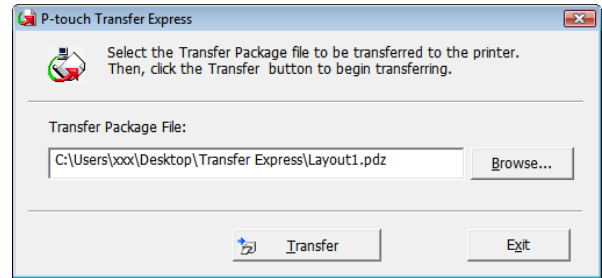 P-touch Transfer Express
Select the Transfer Package file to be transferred to the printer.
Then, click the Transfer button to begin transferring.
Transfer Package File:
C:\Users\xxx\Desktop\Transfer Express\Layout1.pdz
Browse...
Transfer
Exit